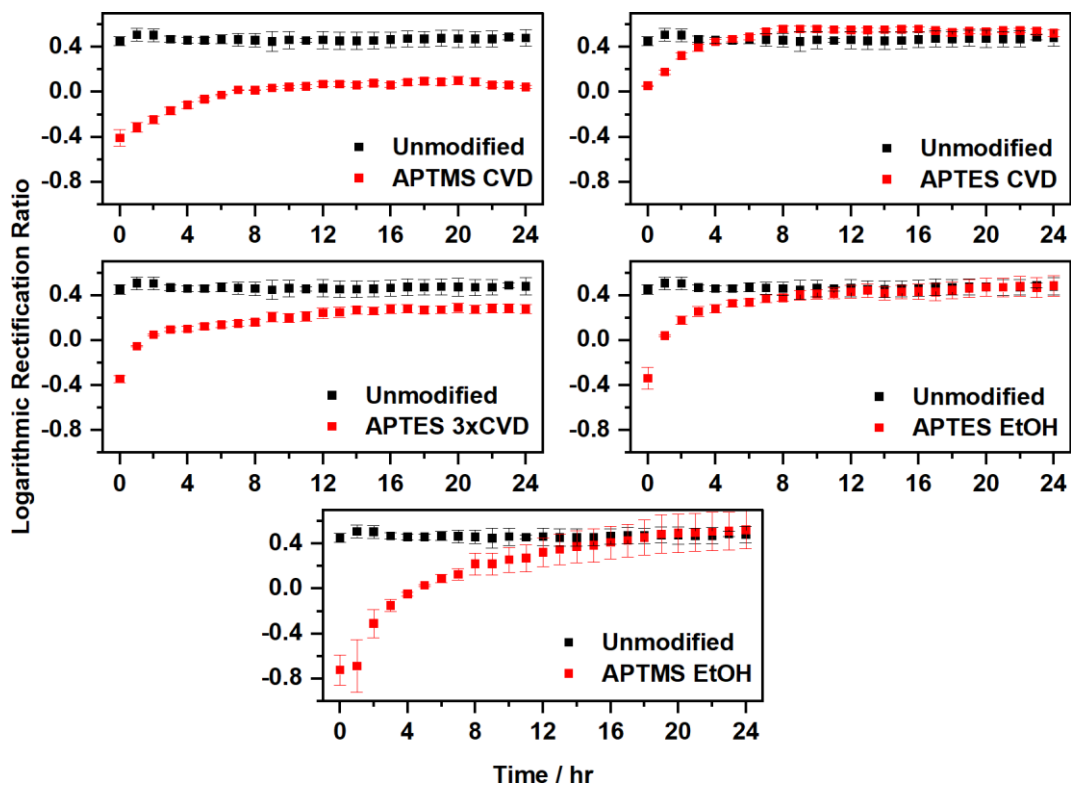 Logarithmic Rectification Ratio
0.4
0.0
-0.4
-0.8
Unmodified
APTMS CVD
0 4 8 12 16 20 24
0.4
0.0
-0.4
-0.8
Unmodified
APTES CVD
0 4 8 12 16 20 24
0.4
0.0
-0.4
-0.8
Unmodified
APTES 3xCVD
0 4 8 12 16 20 24
0.4
0.0
-0.4
-0.8
Unmodified
APTES EtOH
0 4 8 12 16 20 24
0.4
0.0
-0.4
-0.8
Unmodified
APTMS EtOH
0 4 8 12 16 20 24
Time / hr